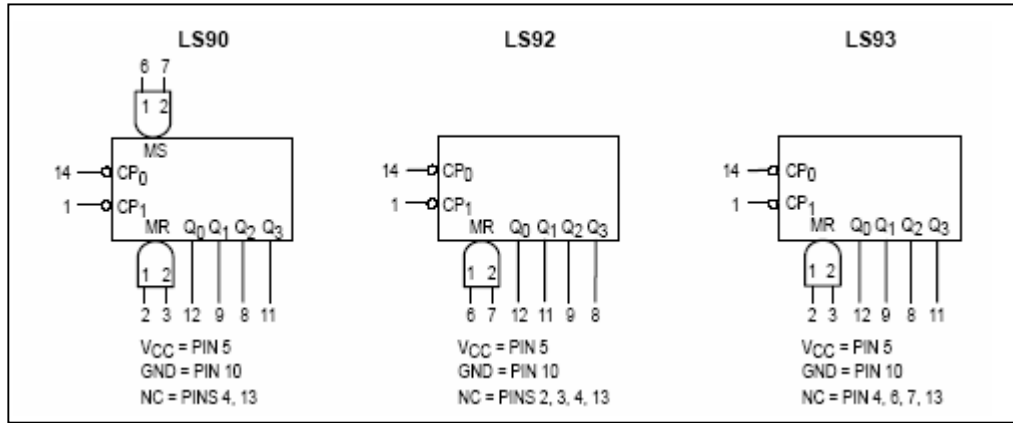 LS90
6 7
1 2
MS
14 CP0
1 CP1
MR Q0 Q1 Q2 Q3
1 2
2 3 12 9 8 11
VCC = PIN 5
GND = PIN 10
NC = PINS 4, 13
LS92
14 CP0
1 CP1
MR Q0 Q1 Q2 Q3
1 2
6 7 12 11 9 8
VCC = PIN 5
GND = PIN 10
NC = PINS 2, 3, 4, 13
LS93
14 CP0
1 CP1
MR Q0 Q1 Q2 Q3
1 2
2 3 12 9 8 11
VCC = PIN 5
GND = PIN 10
NC = PIN 4, 6, 7, 13